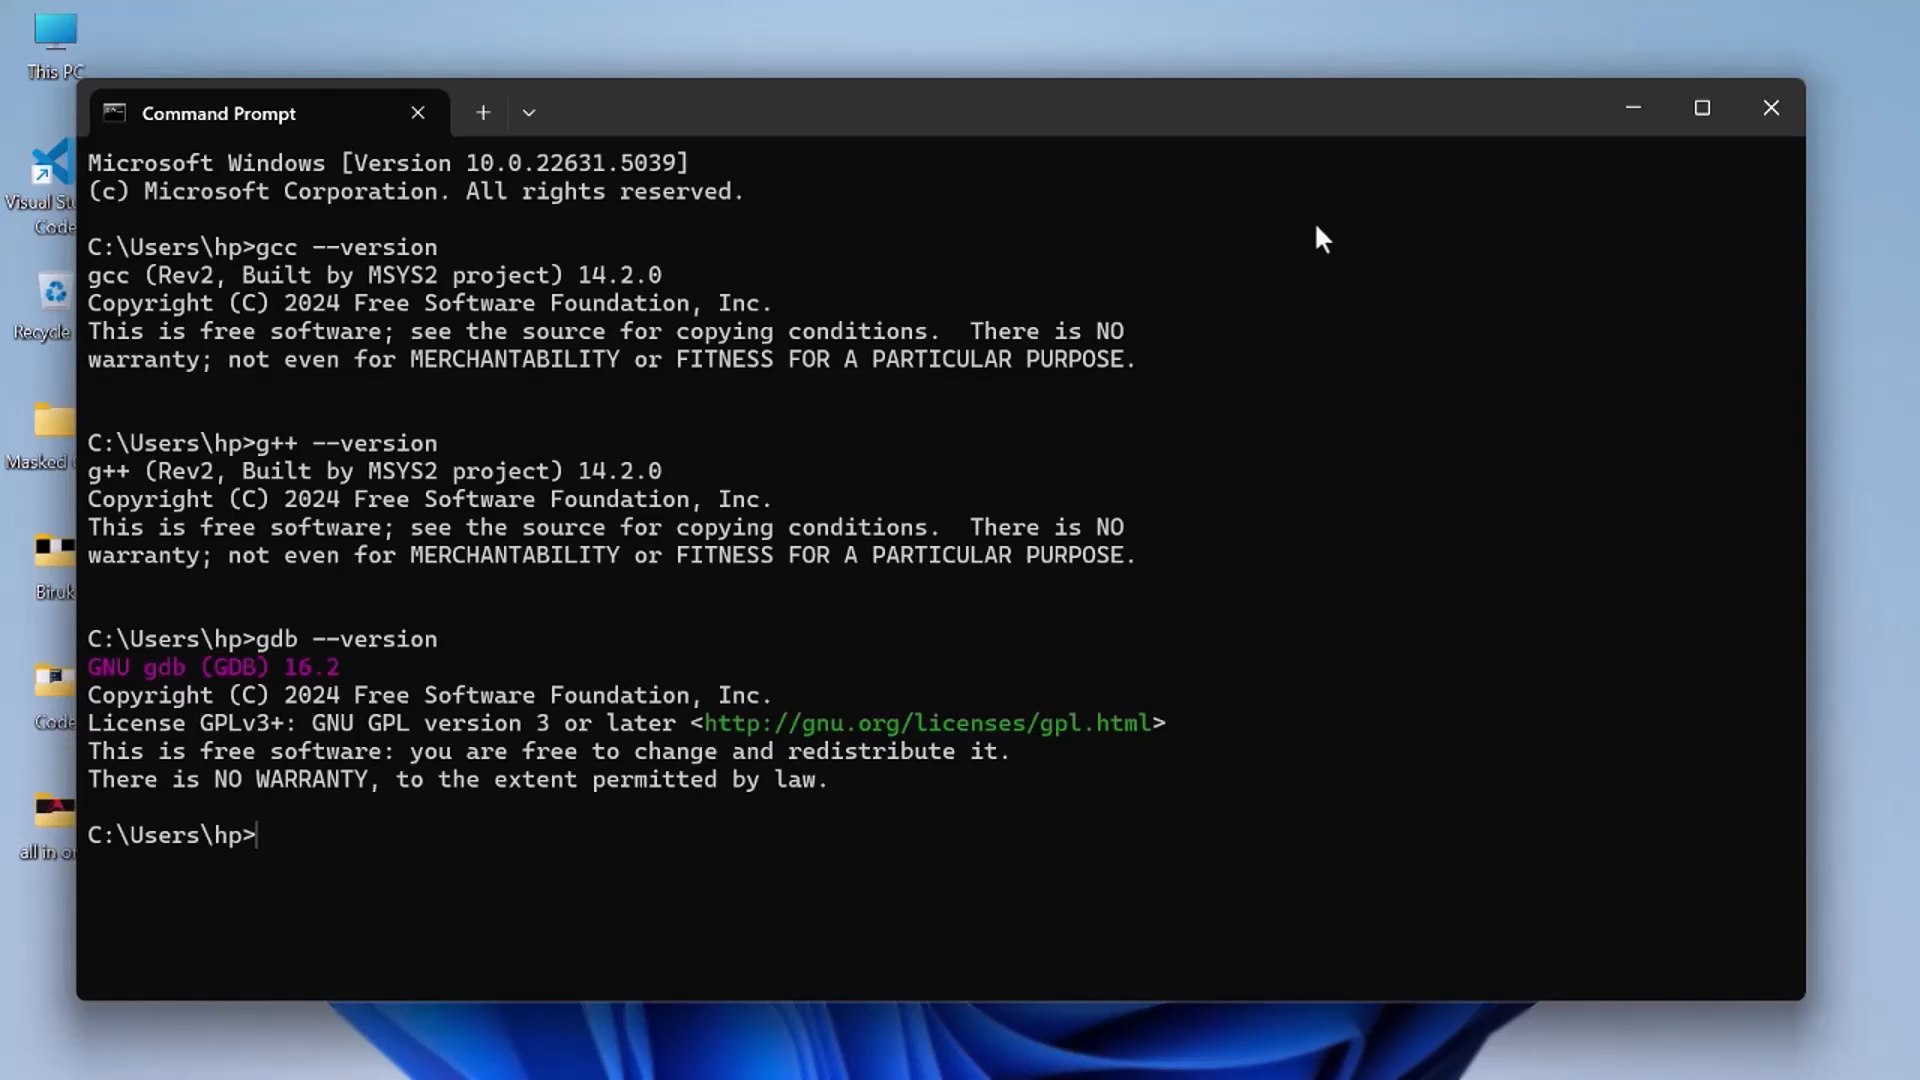 This PC
Visual Stu
Code
Recycle
Masked
Biruk
Code
all in o
Command Prompt
Microsoft Windows [Version 10.0.22631.5039]
(c) Microsoft Corporation. All rights reserved.
C:\Users\hp>gcc --version
gcc (Rev2, Built by MSYS2 project) 14.2.0
Copyright (C) 2024 Free Software Foundation, Inc.
This is free software; see the source for copying conditions.  There is NO
warranty; not even for MERCHANTABILITY or FITNESS FOR A PARTICULAR PURPOSE.
C:\Users\hp>g++ --version
g++ (Rev2, Built by MSYS2 project) 14.2.0
Copyright (C) 2024 Free Software Foundation, Inc.
This is free software; see the source for copying conditions.  There is NO
warranty; not even for MERCHANTABILITY or FITNESS FOR A PARTICULAR PURPOSE.
C:\Users\hp>gdb --version
GNU gdb (GDB) 16.2
Copyright (C) 2024 Free Software Foundation, Inc.
License GPLv3+: GNU GPL version 3 or later <http://gnu.org/licenses/gpl.html>
This is free software: you are free to change and redistribute it.
There is NO WARRANTY, to the extent permitted by law.
C:\Users\hp>